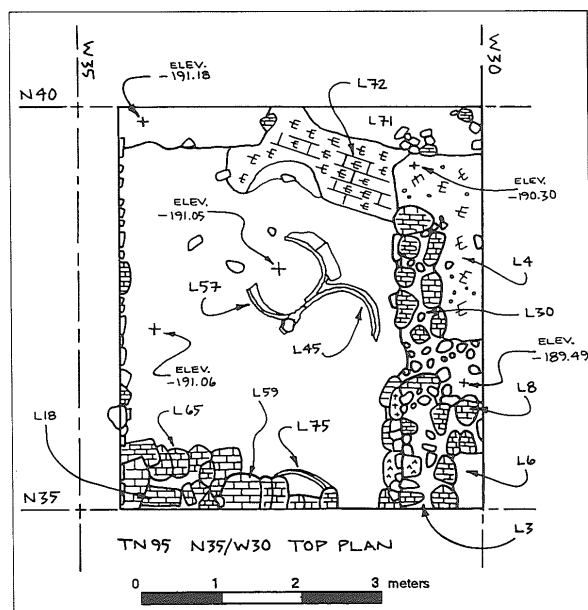 W35
W30
ELEV.
-191.18
L72
N40
L71
ELEV.
-190.30
ELEV.
-191.05
L4
L57
L30
L45
ELEV.
-189.49
ELEV.
-191.06
L8
L18
L65
L59
L75
L6
N35
L3
TN95 N35/W30 TOP PLAN
0 1 2 3 meters